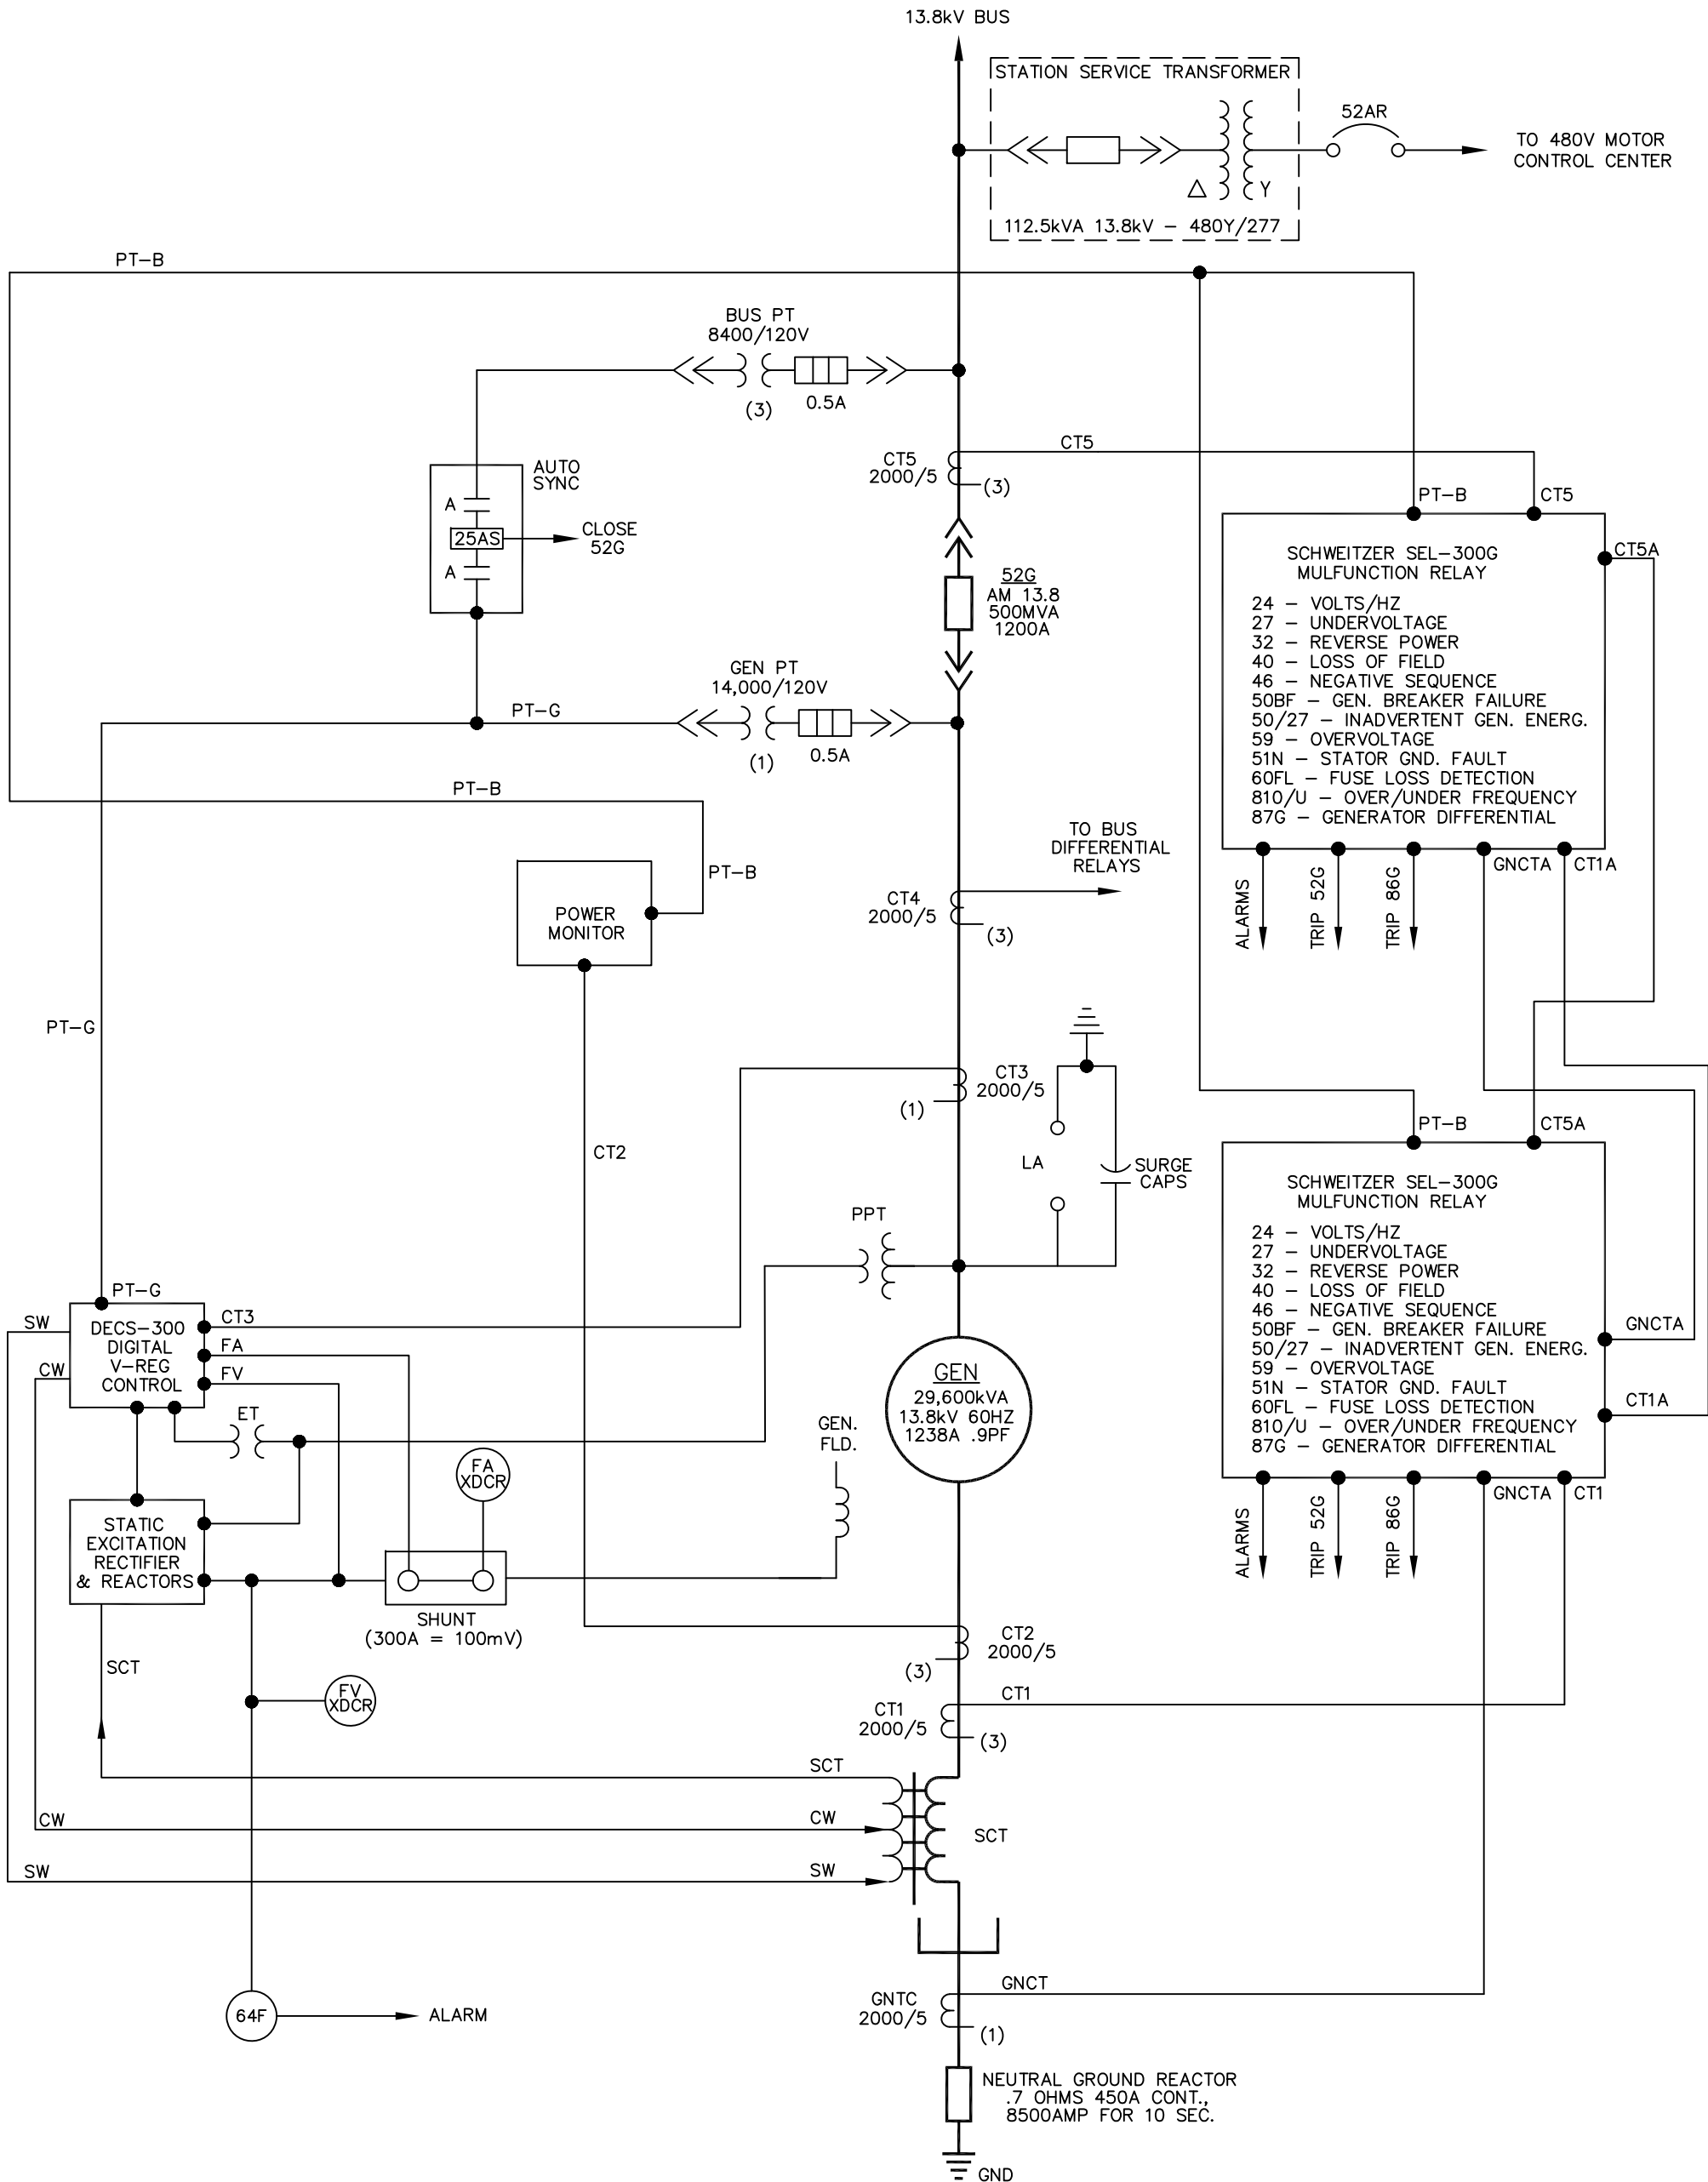 13.8kV BUS
STATION SERVICE TRANSFORMER
52AR
TO 480V MOTOR
CONTROL CENTER
△
Y
112.5kVA 13.8kV – 480Y/277
PT–B
BUS PT
8400/120V
(3)
0.5A
CT5
2000/5
(3)
CT5
AUTO
SYNC
A
25AS
A
CLOSE
52G
PT–B
CT5
CT5A
52G
AM 13.8
500MVA
1200A
SCHWEITZER SEL–300G
MULFUNCTION RELAY
24 – VOLTS/HZ
27 – UNDERVOLTAGE
32 – REVERSE POWER
40 – LOSS OF FIELD
46 – NEGATIVE SEQUENCE
50BF – GEN. BREAKER FAILURE
50/27 – INADVERTENT GEN. ENERG.
59 – OVERVOLTAGE
51N – STATOR GND. FAULT
60FL – FUSE LOSS DETECTION
810/U – OVER/UNDER FREQUENCY
87G – GENERATOR DIFFERENTIAL
GEN PT
14,000/120V
PT–G
(1)
0.5A
PT–B
TO BUS
DIFFERENTIAL
RELAYS
GNCTA
CT1A
ALARMS
TRIP 52G
TRIP 86G
PT–B
POWER
MONITOR
CT4
2000/5
(3)
PT–G
CT3
2000/5
(1)
CT2
LA
SURGE
CAPS
PT–B
CT5A
SCHWEITZER SEL–300G
MULFUNCTION RELAY
24 – VOLTS/HZ
27 – UNDERVOLTAGE
32 – REVERSE POWER
40 – LOSS OF FIELD
46 – NEGATIVE SEQUENCE
50BF – GEN. BREAKER FAILURE
50/27 – INADVERTENT GEN. ENERG.
59 – OVERVOLTAGE
51N – STATOR GND. FAULT
60FL – FUSE LOSS DETECTION
810/U – OVER/UNDER FREQUENCY
87G – GENERATOR DIFFERENTIAL
GNCTA
CT1A
PPT
PT–G
SW
CW
DECS–300
DIGITAL
V–REG
CONTROL
CT3
FA
FV
ET
GEN
29,600kVA
13.8kV 60HZ
1238A .9PF
GEN.
FLD.
FA
XDCR
GNCTA
CT1
ALARMS
TRIP 52G
TRIP 86G
STATIC
EXCITATION
RECTIFIER
& REACTORS
SHUNT
(300A = 100mV)
SCT
FV
XDCR
CT2
2000/5
(3)
CT1
CT1
2000/5
(3)
SCT
CW
CW
SCT
SW
SW
GNCT
GNTC
2000/5
(1)
64F
ALARM
NEUTRAL GROUND REACTOR
.7 OHMS 450A CONT.,
8500AMP FOR 10 SEC.
GND